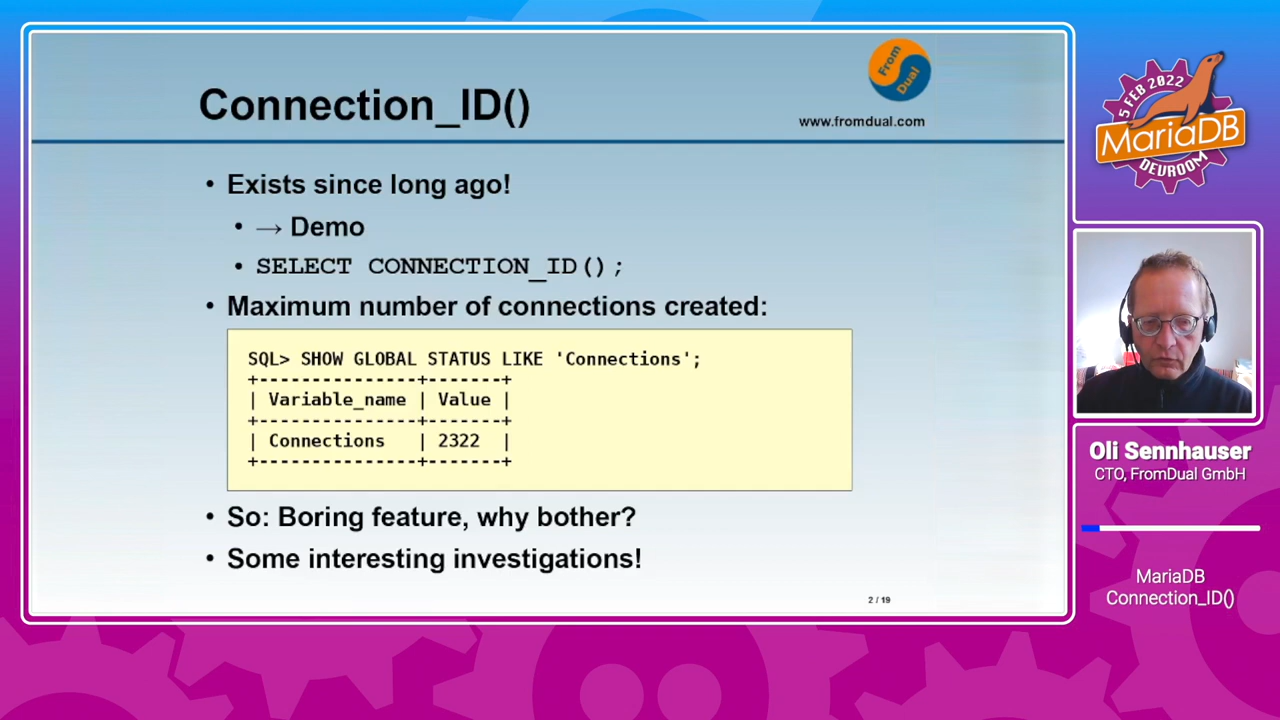 Connection_ID()
From
Dual
www.fromdual.com
• Exists since long ago!
• → Demo
• SELECT CONNECTION_ID();
• Maximum number of connections created:
SQL> SHOW GLOBAL STATUS LIKE 'Connections';
+---------------+-------+
| Variable_name | Value |
+---------------+-------+
| Connections   | 2322  |
+---------------+-------+
• So: Boring feature, why bother?
• Some interesting investigations!
2 / 19
5 FEB 2022
MariaDB
DEVROOM
Oli Sennhauser
CTO, FromDual GmbH
MariaDB
Connection_ID()